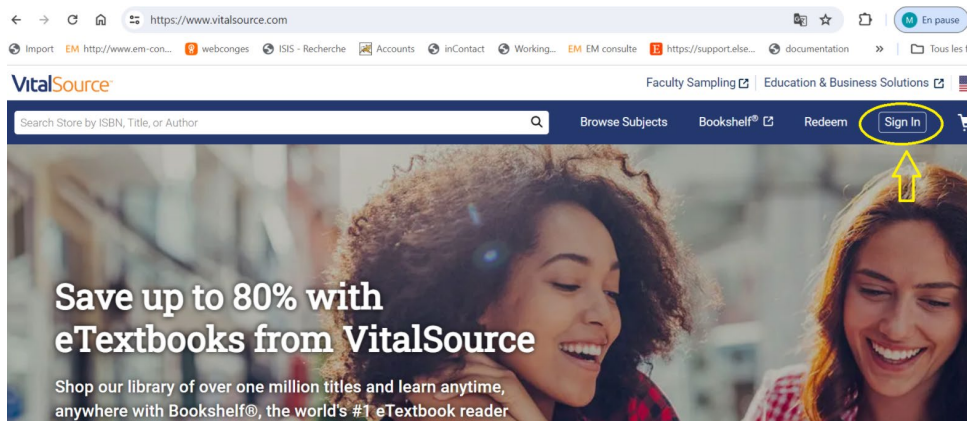 https://www.vitalsource.com
M En pause
Import EM http://www.em-con... webconges ISIS - Recherche Accounts inContact Working... EM EM consulte E https://support.else... documentation » Tous les f
VitalSource
Faculty Sampling Education & Business Solutions
Search Store by ISBN, Title, or Author
Browse Subjects Bookshelf® Redeem Sign In
Save up to 80% with
eTextbooks from VitalSource
Shop our library of over one million titles and learn anytime,
anywhere with Bookshelf®, the world's #1 eTextbook reader